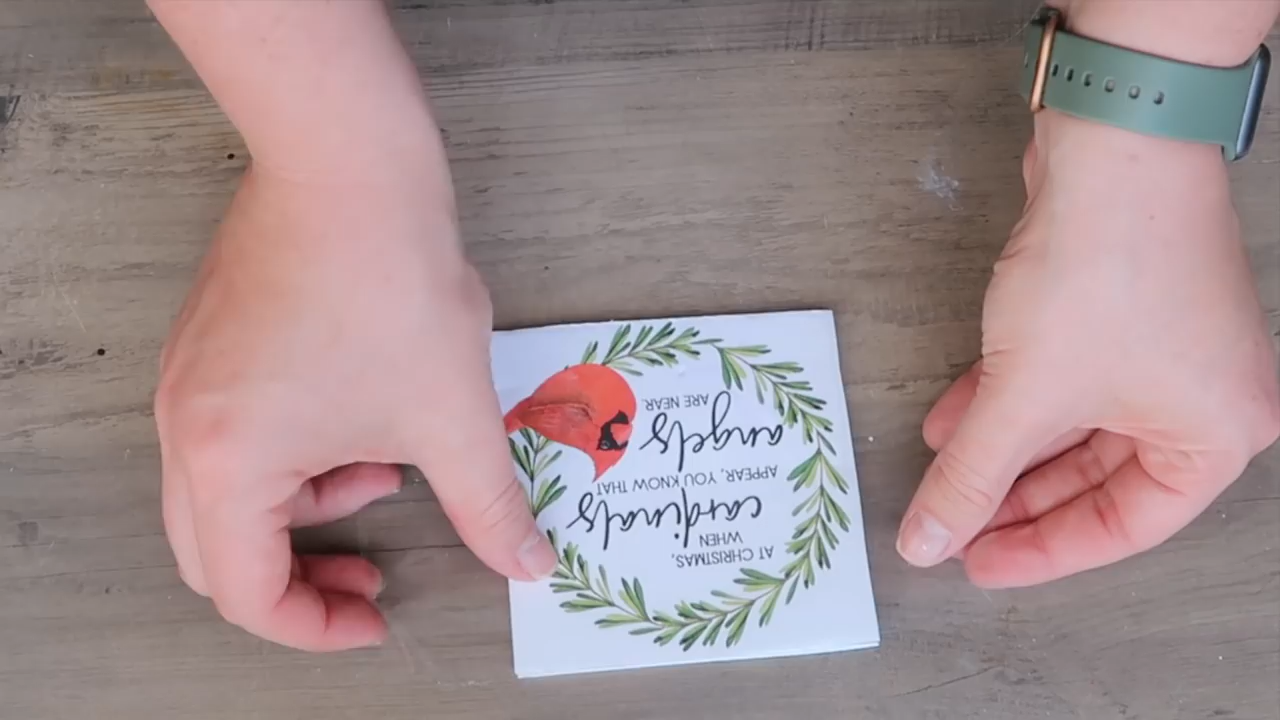 AT CHRISTMAS,
WHEN
cardinals
APPEAR, YOU KNOW THAT
angels
ARE NEAR.